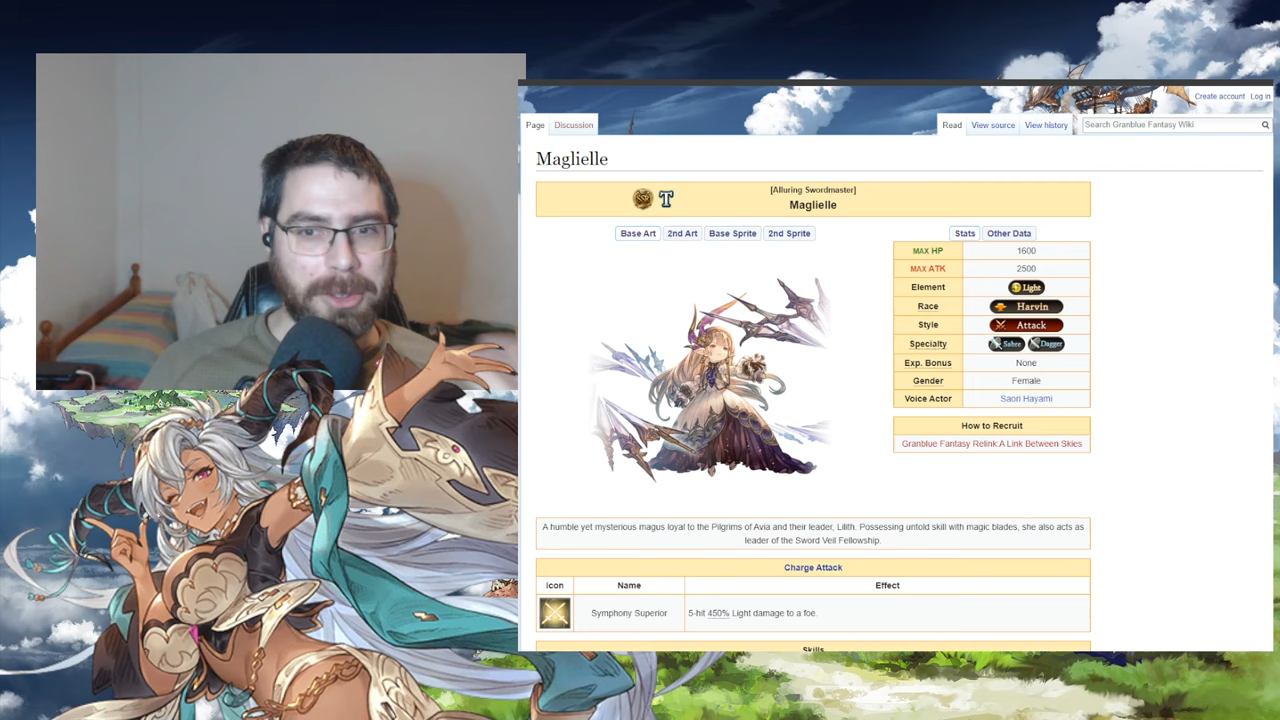 Create account Log in
Page Discussion Read View source View history Search Granblue Fantasy Wiki
Maglielle
T
[Alluring Swordmaster]
Maglielle
Base Art 2nd Art Base Sprite 2nd Sprite
Stats Other Data
MAX HP 1600
MAX ATK 2500
Element Light
Race Harvin
Style Attack
Specialty Sabre Dagger
Exp. Bonus None
Gender Female
Voice Actor Saori Hayami
How to Recruit
Granblue Fantasy Relink:A Link Between Skies
A humble yet mysterious magus loyal to the Pilgrims of Avia and their leader, Lilith. Possessing untold skill with magic blades, she also acts as
leader of the Sword Veil Fellowship.
Charge Attack
Icon Name Effect
Symphony Superior 5-hit 450% Light damage to a foe.
Skills